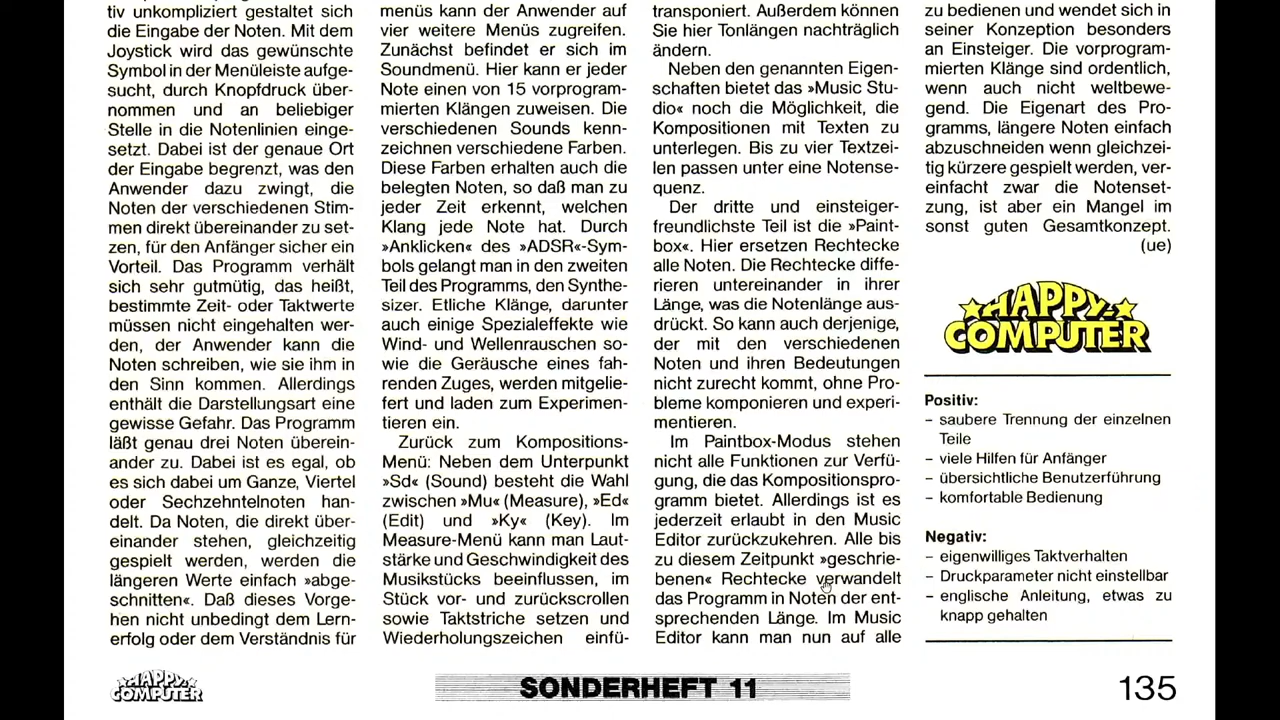 tiv unkompliziert gestaltet sich
die Eingabe der Noten. Mit dem
Joystick wird das gewünschte
Symbol in der Menüleiste aufge-
sucht, durch Knopfdruck über-
nommen und an beliebiger
Stelle in die Notenlinien einge-
setzt. Dabei ist der genaue Ort
der Eingabe begrenzt, was den
Anwender dazu zwingt, die
Noten der verschiedenen Stim-
men direkt übereinander zu set-
zen, für den Anfänger sicher ein
Vorteil. Das Programm verhält
sich sehr gutmütig, das heißt,
bestimmte Zeit- oder Taktwerte
müssen nicht eingehalten wer-
den, der Anwender kann die
Noten schreiben, wie sie ihm in
den Sinn kommen. Allerdings
enthält die Darstellungsart eine
gewisse Gefahr. Das Programm
läßt genau drei Noten überein-
ander zu. Dabei ist es egal, ob
es sich dabei um Ganze, Viertel
oder Sechzehntelnoten han-
delt. Da Noten, die direkt über-
einander stehen, gleichzeitig
gespielt werden, werden die
längeren Werte einfach »abge-
schnitten«. Daß dieses Vorge-
hen nicht unbedingt dem Lern-
erfolg oder dem Verständnis für
menüs kann der Anwender auf
vier weitere Menüs zugreifen.
Zunächst befindet er sich im
Soundmenü. Hier kann er jeder
Note einen von 15 vorprogram-
mierten Klängen zuweisen. Die
verschiedenen Sounds kenn-
zeichnen verschiedene Farben.
Diese Farben erhalten auch die
belegten Noten, so daß man zu
jeder Zeit erkennt, welchen
Klang jede Note hat. Durch
»Anklicken« des »ADSR«-Sym-
bols gelangt man in den zweiten
Teil des Programms, den Synthe-
sizer. Etliche Klänge, darunter
auch einige Spezialeffekte wie
Wind- und Wellenrauschen so-
wie die Geräusche eines fah-
renden Zuges, werden mitgelie-
fert und laden zum Experimen-
tieren ein.
Zurück zum Kompositions-
Menü: Neben dem Unterpunkt
»Sd« (Sound) besteht die Wahl
zwischen »Mu« (Measure), »Ed«
(Edit) und »Ky« (Key). Im
Measure-Menü kann man Laut-
stärke und Geschwindigkeit des
Musikstücks beeinflussen, im
Stück vor- und zurückscrollen
sowie Taktstriche setzen und
Wiederholungszeichen einfü-
transponiert. Außerdem können
Sie hier Tonlängen nachträglich
ändern.
Neben den genannten Eigen-
schaften bietet das »Music Stu-
dio« noch die Möglichkeit, die
Kompositionen mit Texten zu
unterlegen. Bis zu vier Textzei-
len passen unter eine Notense-
quenz.
Der dritte und einsteiger-
freundlichste Teil ist die »Paint-
box«. Hier ersetzen Rechtecke
alle Noten. Die Rechtecke diffe-
rieren untereinander in ihrer
Länge, was die Notenlänge aus-
drückt. So kann auch derjenige,
der mit den verschiedenen
Noten und ihren Bedeutungen
nicht zurecht kommt, ohne Pro-
bleme komponieren und experi-
mentieren.
Im Paintbox-Modus stehen
nicht alle Funktionen zur Verfü-
gung, die das Kompositionspro-
gramm bietet. Allerdings ist es
jederzeit erlaubt in den Music
Editor zurückzukehren. Alle bis
zu diesem Zeitpunkt »geschrie-
benen« Rechtecke verwandelt
das Programm in Noten der ent-
sprechenden Länge. Im Music
Editor kann man nun auf alle
zu bedienen und wendet sich in
seiner Konzeption besonders
an Einsteiger. Die vorprogram-
mierten Klänge sind ordentlich,
wenn auch nicht weltbewe-
gend. Die Eigenart des Pro-
gramms, längere Noten einfach
abzuschneiden wenn gleichzei-
tig kürzere gespielt werden, ver-
einfacht zwar die Notenset-
zung, ist aber ein Mangel im
sonst guten Gesamtkonzept.
(ue)
HAPPY-
COMPUTER
Positiv:
– saubere Trennung der einzelnen
Teile
– viele Hilfen für Anfänger
– übersichtliche Benutzerführung
– komfortable Bedienung
Negativ:
– eigenwilliges Taktverhalten
– Druckparameter nicht einstellbar
– englische Anleitung, etwas zu
knapp gehalten
HAPPY-
COMPUTER
SONDERHEFT 11
135